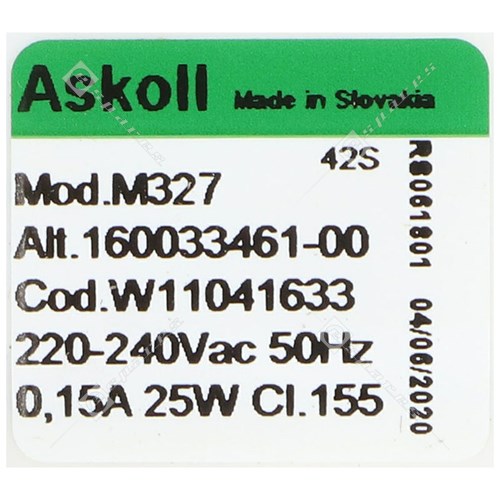 Askoll Made in Slovakia
42S
Mod.M327
Alt.160033461-00
Cod.W11041633
220-240Vac 50Hz
0,15A 25W Cl.155
R8061801 04/06/2020